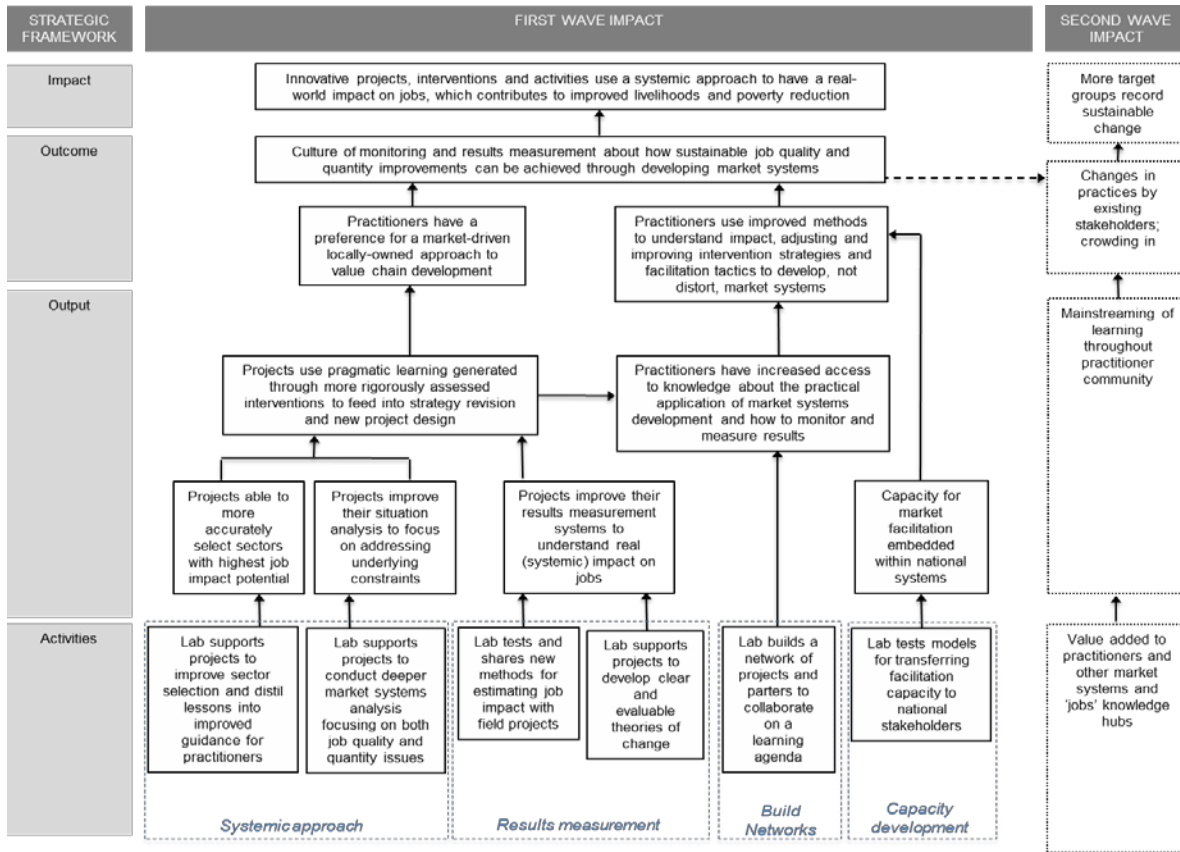 STRATEGIC
FRAMEWORK
FIRST WAVE IMPACT
SECOND WAVE
IMPACT
Impact
Innovative projects, interventions and activities use a systemic approach to have a real-
world impact on jobs, which contributes to improved livelihoods and poverty reduction
More target
groups record
sustainable
change
Outcome
Culture of monitoring and results measurement about how sustainable job quality and
quantity improvements can be achieved through developing market systems
Changes in
practices by
existing
stakeholders;
crowding in
Practitioners have a
preference for a market-driven
locally-owned approach to
value chain development
Practitioners use improved methods
to understand impact, adjusting and
improving intervention strategies and
facilitation tactics to develop, not
distort, market systems
Output
Mainstreaming of
learning
throughout
practitioner
community
Projects use pragmatic learning generated
through more rigorously assessed
interventions to feed into strategy revision
and new project design
Practitioners have increased access
to knowledge about the practical
application of market systems
development and how to monitor and
measure results
Projects able to
more
accurately
select sectors
with highest job
impact potential
Projects improve
their situation
analysis to focus
on addressing
underlying
constraints
Projects improve their
results measurement
systems to
understand real
(systemic) impact on
jobs
Capacity for
market
facilitation
embedded
within national
systems
Activities
Lab supports
projects to
improve sector
selection and distil
lessons into
improved
guidance for
practitioners
Lab supports
projects to
conduct deeper
market systems
analysis
focusing on both
job quality and
quantity issues
Lab tests and
shares new
methods for
estimating job
impact with
field projects
Lab supports
projects to
develop clear
and
evaluable
theories of
change
Lab builds a
network of
projects and
parters to
collaborate
on a
learning
agenda
Lab tests models
for transferring
facilitation
capacity to
national
stakeholders
Value added to
practitioners and
other market
systems and
'jobs' knowledge
hubs
Systemic approach
Results measurement
Build
Networks
Capacity
development